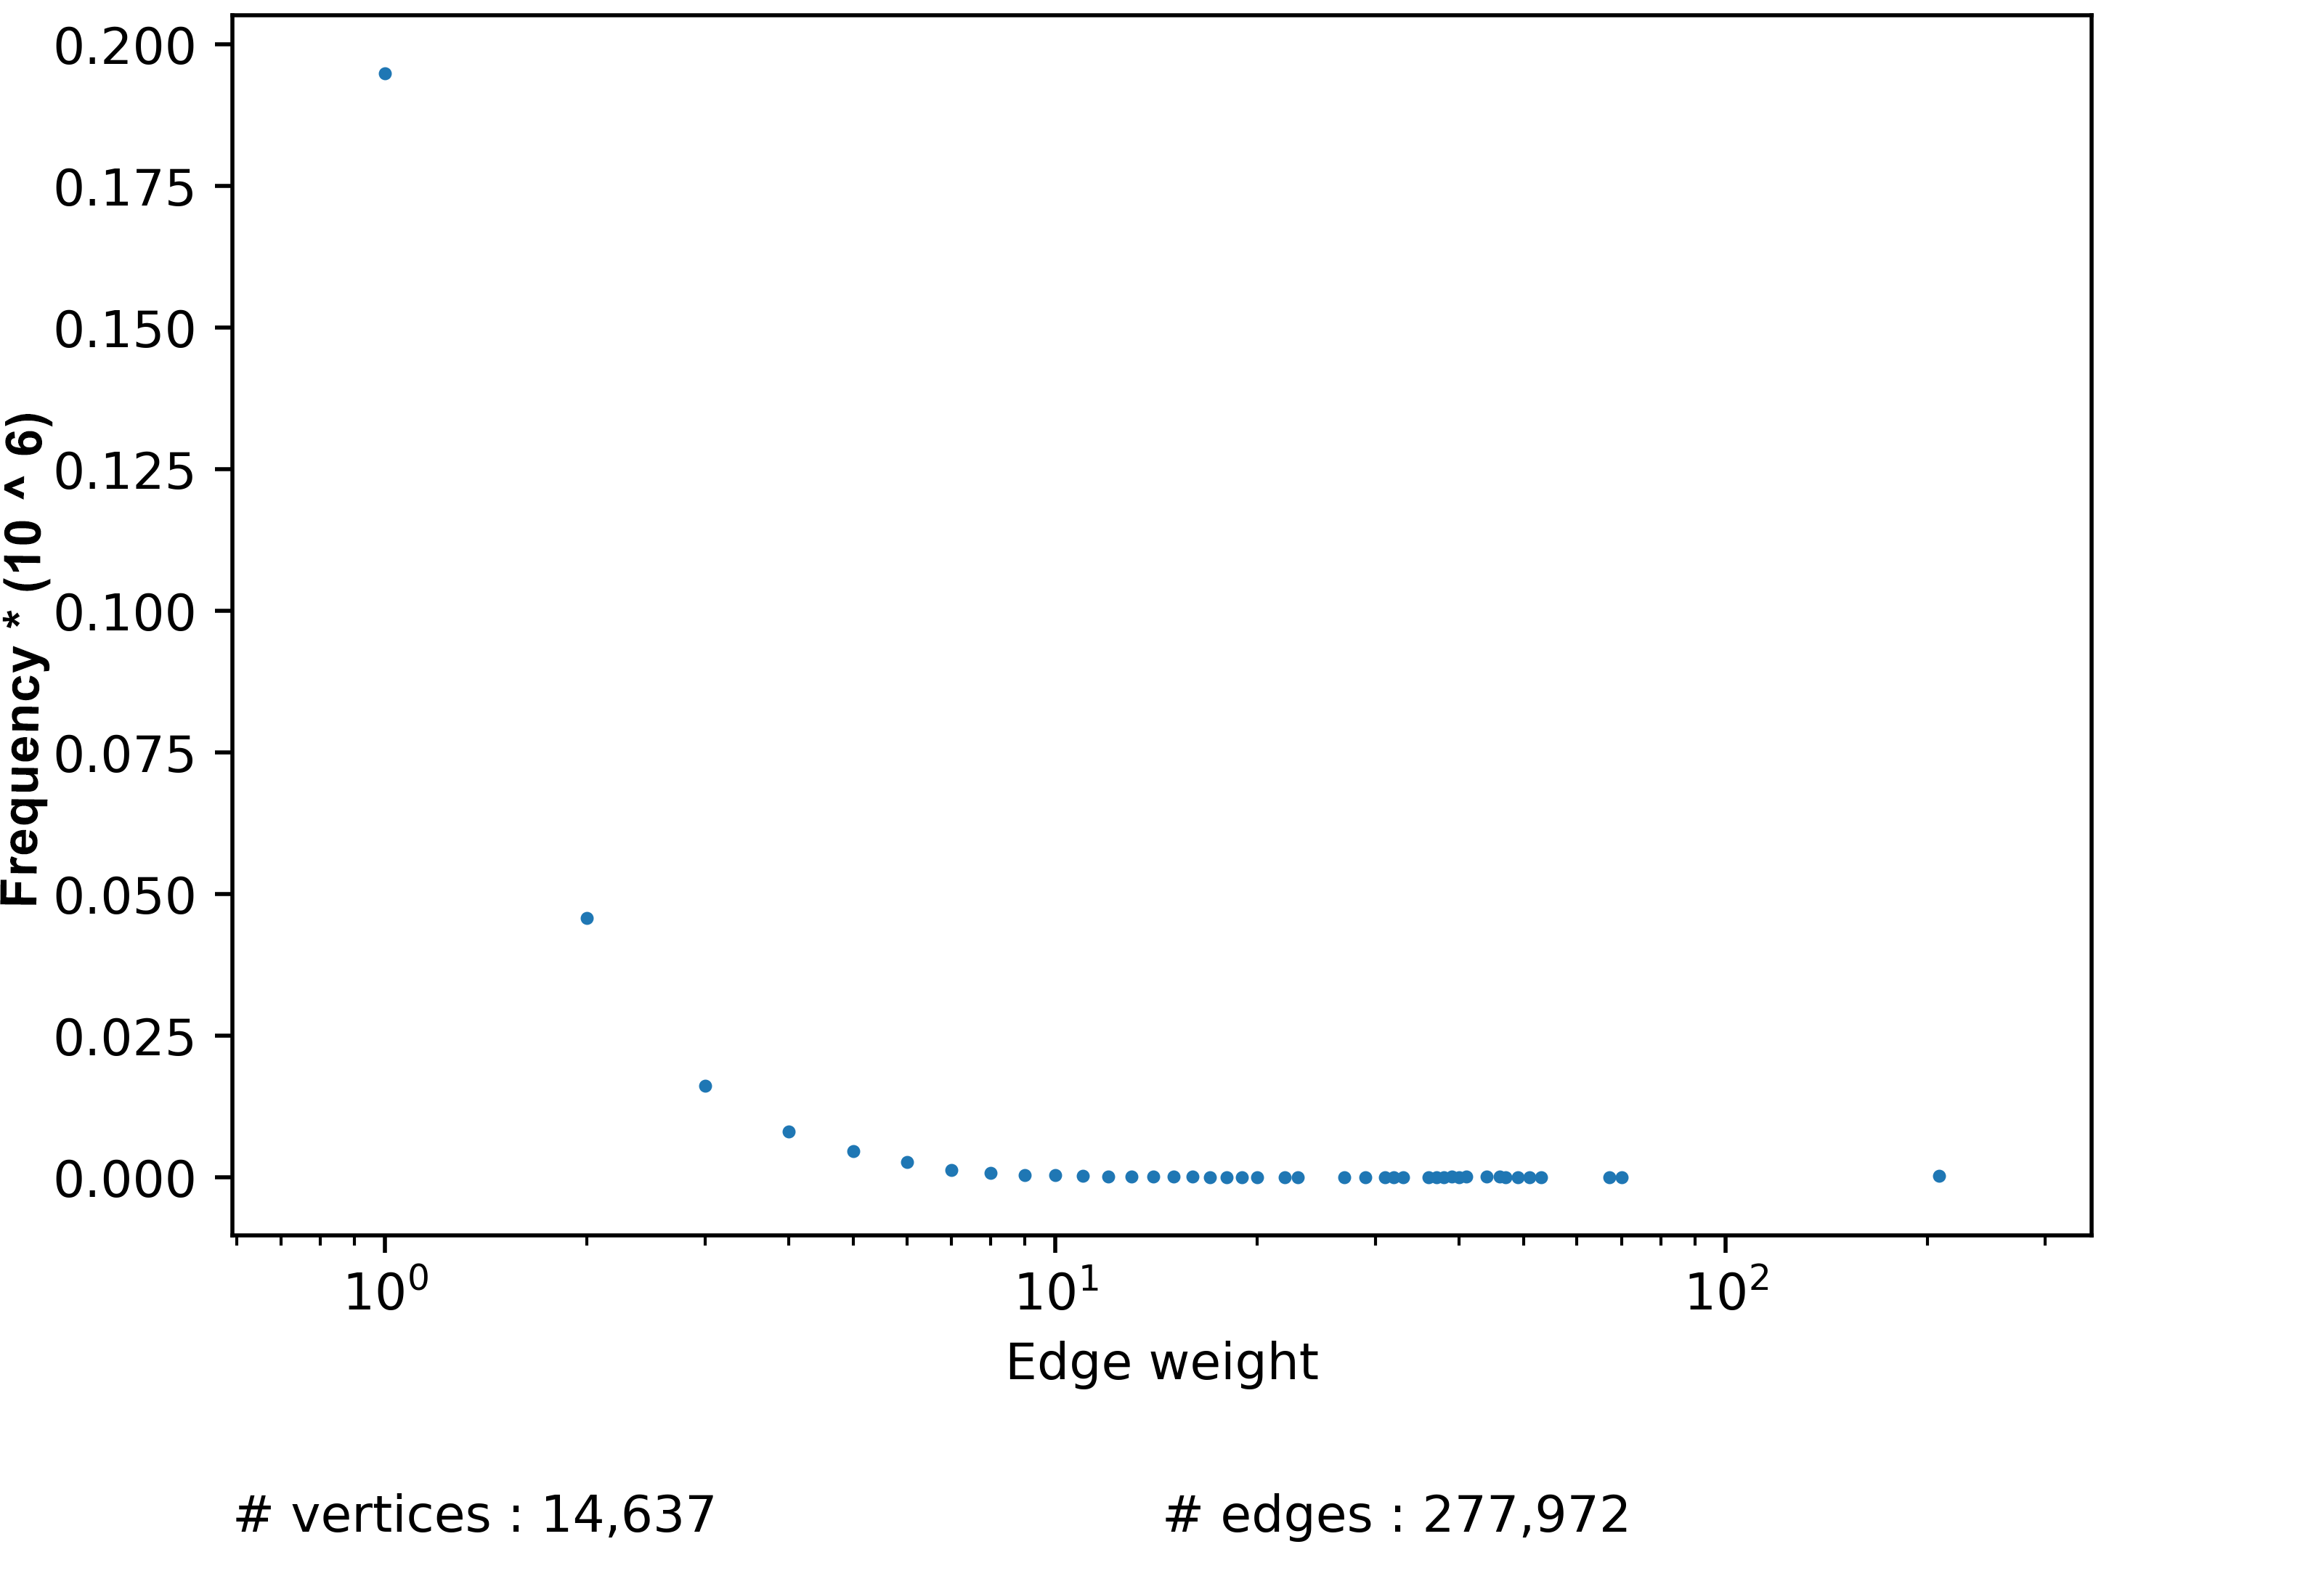 Frequency * (10 ^ 6)
0.200
0.175
0.150
0.125
0.100
0.075
0.050
0.025
0.000
10⁰ 10¹ 10²
Edge weight
# vertices : 14,637 # edges : 277,972